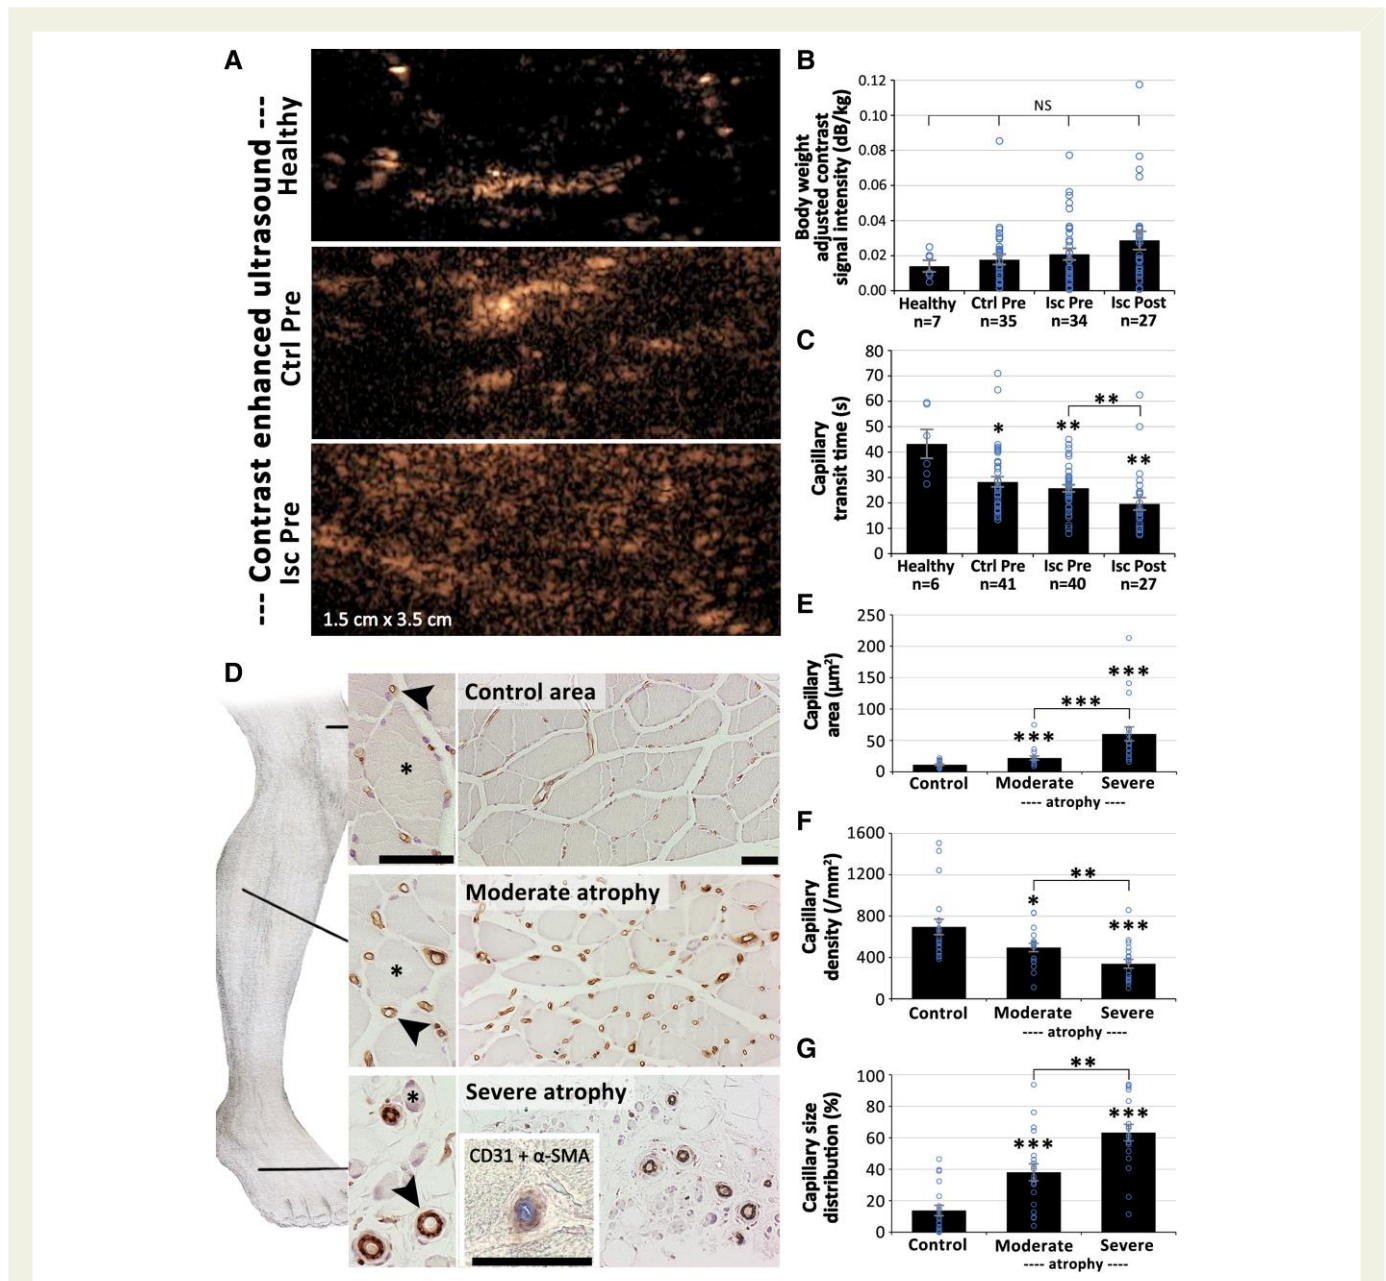 A
--- Contrast enhanced ultrasound ---
Healthy
Ctrl Pre
Isc Pre
1.5 cm x 3.5 cm
B
Body weight
adjusted contrast
signal intensity (dB/kg)
0.12
0.10
0.08
0.06
0.04
0.02
0.00
NS
Healthy Ctrl Pre Isc Pre Isc Post
n=7 n=35 n=34 n=27
C
Capillary
transit time (s)
80
70
60
50
40
30
20
10
0
* ** ** **
Healthy Ctrl Pre Isc Pre Isc Post
n=6 n=41 n=40 n=27
D
Control area
*
Moderate atrophy
*
Severe atrophy
*
CD31 + α-SMA
E
Capillary
area (µm²)
250
200
150
100
50
0
*** *** ***
Control Moderate Severe
---- atrophy ----
F
Capillary
density (/mm²)
1600
1200
800
400
0
* ** ***
Control Moderate Severe
---- atrophy ----
G
Capillary size
distribution (%)
100
80
60
40
20
0
*** ** ***
Control Moderate Severe
---- atrophy ----